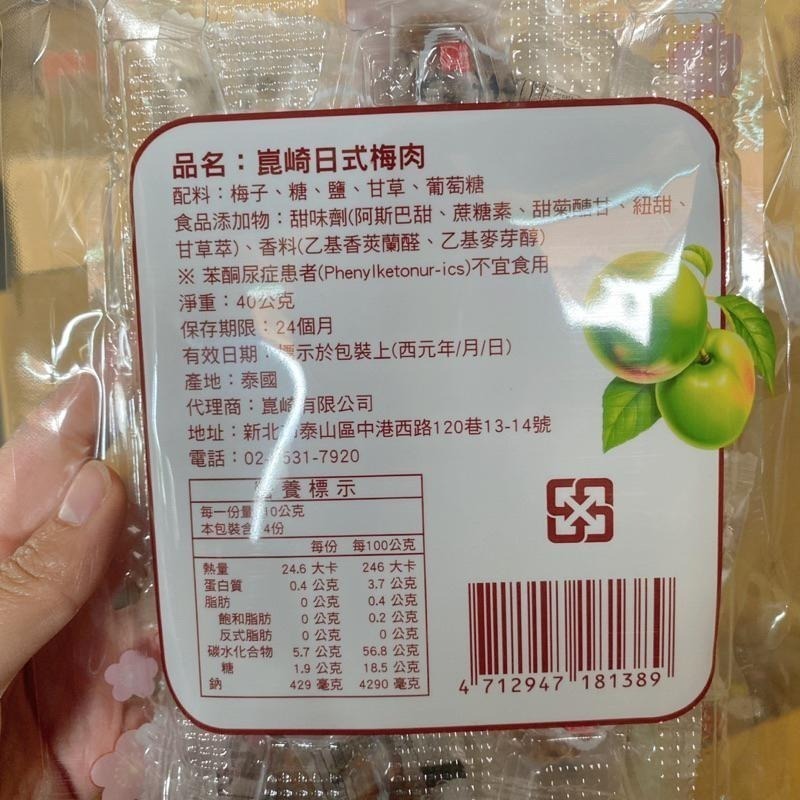 品名：崑崎日式梅肉
配料：梅子、糖、鹽、甘草、葡萄糖
食品添加物：甜味劑(阿斯巴甜、蔗糖素、甜菊醣甘、紐甜、
甘草萃)、香料(乙基香莢蘭醛、乙基麥芽醇)
※ 苯酮尿症患者(Phenylketonur-ics)不宜食用
淨重：40公克
保存期限：24個月
有效日期：標示於包裝上(西元年/月/日)
產地：泰國
代理商：崑崎有限公司
地址：新北市泰山區中港西路120巷13-14號
電話：02- 531-7920
營養標示
每一份量 10公克
本包裝含 4份
每份 每100公克
熱量 24.6 大卡 246 大卡
蛋白質 0.4 公克 3.7 公克
脂肪 0 公克 0.4 公克
飽和脂肪 0 公克 0.2 公克
反式脂肪 0 公克 0 公克
碳水化合物 5.7 公克 56.8 公克
糖 1.9 公克 18.5 公克
鈉 429 毫克 4290 毫克
4 712947 181389